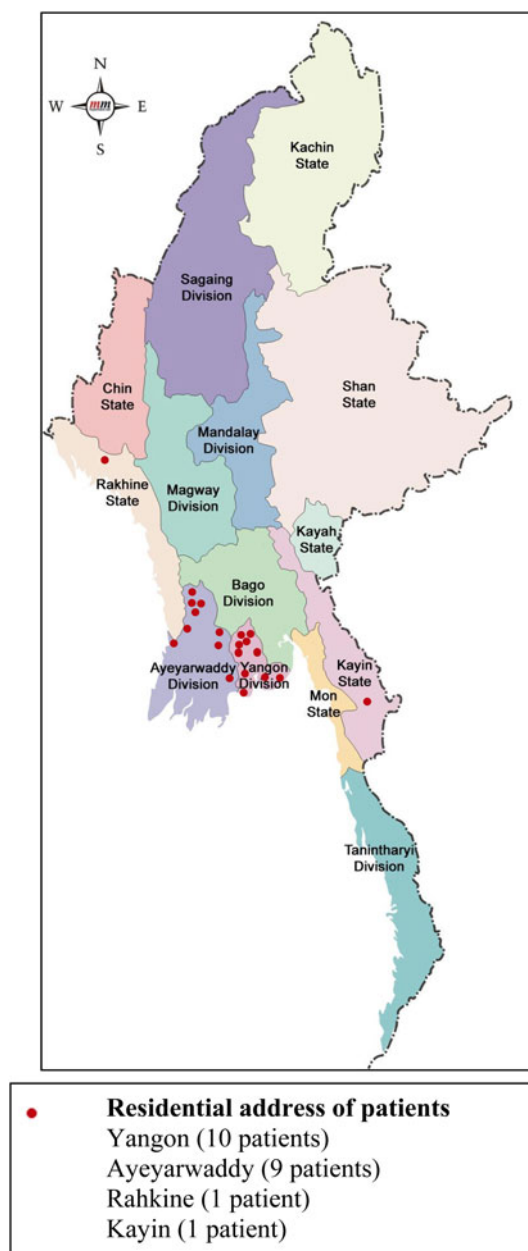 N
W mm E
S
Kachin
State
Sagaing
Division
Chin
State
Shan
State
Mandalay
Division
Rakhine
State
Magway
Division
Kayah
State
Bago
Division
Ayeyarwaddy
Division
Yangon
Division
Kayin
State
Mon
State
Tanintharyi
Division
Residential address of patients
Yangon (10 patients)
Ayeyarwaddy (9 patients)
Rahkine (1 patient)
Kayin (1 patient)